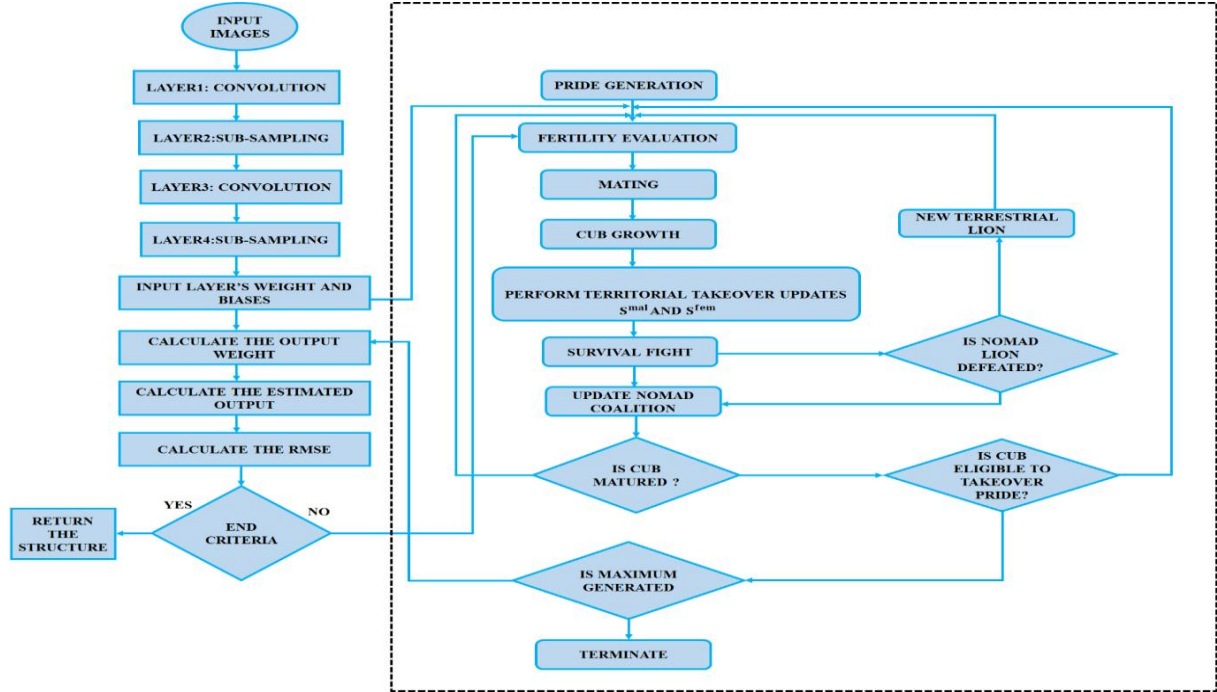 INPUT
IMAGES
LAYER1: CONVOLUTION
LAYER2:SUB-SAMPLING
LAYER3: CONVOLUTION
LAYER4:SUB-SAMPLING
INPUT LAYER'S WEIGHT AND
BIASES
CALCULATE THE OUTPUT
WEIGHT
CALCULATE THE ESTIMATED
OUTPUT
CALCULATE THE RMSE
YES
NO
END
CRITERIA
RETURN
THE
STRUCTURE
PRIDE GENERATION
FERTILITY EVALUATION
MATING
CUB GROWTH
PERFORM TERRITORIAL TAKEOVER UPDATES
S^mal AND S^fem
SURVIVAL FIGHT
UPDATE NOMAD
COALITION
IS CUB
MATURED ?
IS MAXIMUM
GENERATED
TERMINATE
NEW TERRESTRIAL
LION
IS NOMAD
LION
DEFEATED?
IS CUB
ELIGIBLE TO
TAKEOVER
PRIDE?